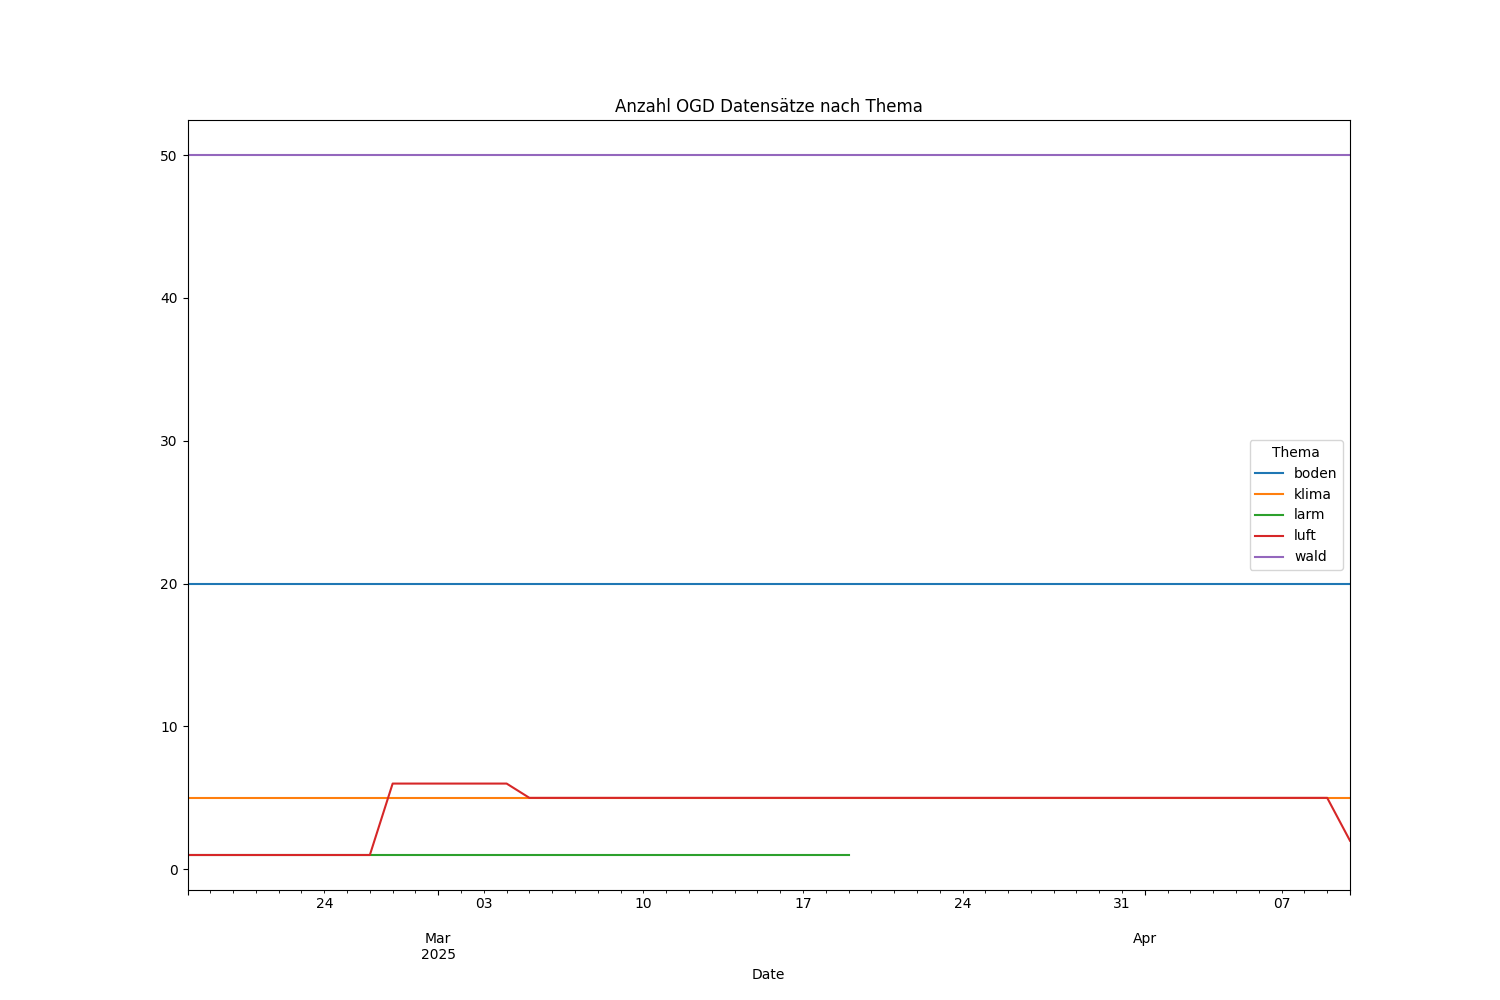 Anzahl OGD Datensätze nach Thema
50
40
30
20
10
0
Thema
boden
klima
larm
luft
wald
24 03 10 17 24 31 07
Mar Apr
2025
Date